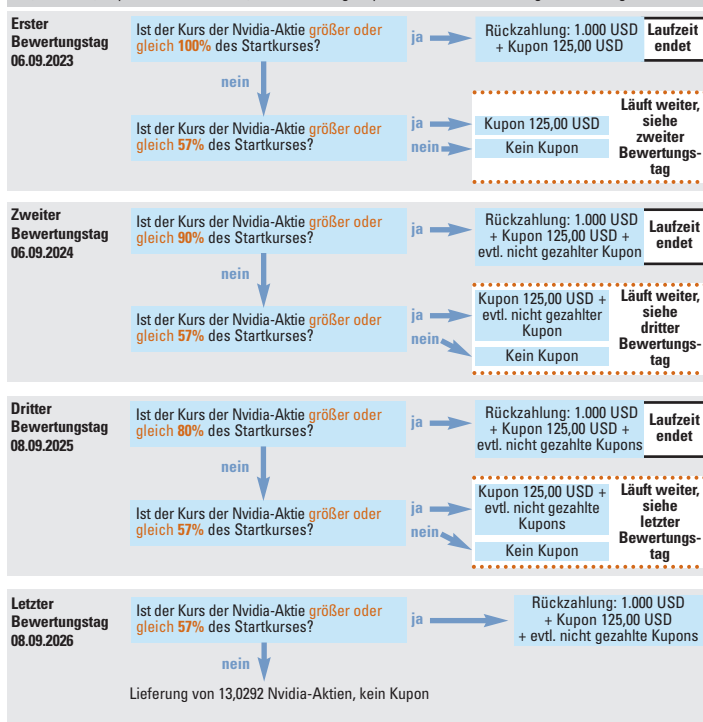 Erster
Bewertungstag
06.09.2023
Ist der Kurs der Nvidia-Aktie größer oder
gleich 100% des Startkurses?
ja
Rückzahlung: 1.000 USD
+ Kupon 125,00 USD
Laufzeit
endet
nein
Ist der Kurs der Nvidia-Aktie größer oder
gleich 57% des Startkurses?
ja
Kupon 125,00 USD
nein
Kein Kupon
Läuft weiter,
siehe
zweiter
Bewertungs-
tag
Zweiter
Bewertungstag
06.09.2024
Ist der Kurs der Nvidia-Aktie größer oder
gleich 90% des Startkurses?
ja
Rückzahlung: 1.000 USD
+ Kupon 125,00 USD +
evtl. nicht gezahlter Kupon
Laufzeit
endet
nein
Ist der Kurs der Nvidia-Aktie größer oder
gleich 57% des Startkurses?
ja
Kupon 125,00 USD +
evtl. nicht gezahlter
Kupon
nein
Kein Kupon
Läuft weiter,
siehe
dritter
Bewertungs-
tag
Dritter
Bewertungstag
08.09.2025
Ist der Kurs der Nvidia-Aktie größer oder
gleich 80% des Startkurses?
ja
Rückzahlung: 1.000 USD
+ Kupon 125,00 USD +
evtl. nicht gezahlte Kupons
Laufzeit
endet
nein
Ist der Kurs der Nvidia-Aktie größer oder
gleich 57% des Startkurses?
ja
Kupon 125,00 USD +
evtl. nicht gezahlte
Kupons
nein
Kein Kupon
Läuft weiter,
siehe
letzter
Bewertungs-
tag
Letzter
Bewertungstag
08.09.2026
Ist der Kurs der Nvidia-Aktie größer oder
gleich 57% des Startkurses?
ja
Rückzahlung: 1.000 USD
+ Kupon 125,00 USD
+ evtl. nicht gezahlte Kupons
nein
Lieferung von 13,0292 Nvidia-Aktien, kein Kupon